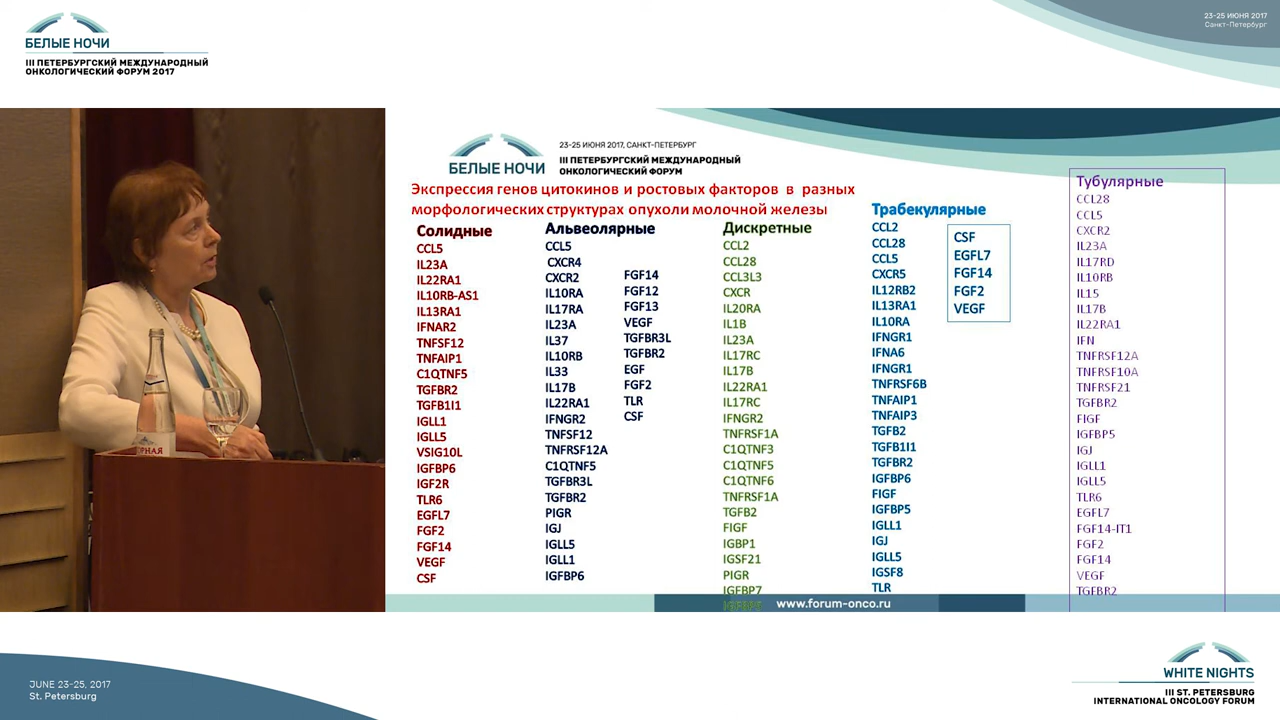 БЕЛЫЕ НОЧИ
III ПЕТЕРБУРГСКИЙ МЕЖДУНАРОДНЫЙ
ОНКОЛОГИЧЕСКИЙ ФОРУМ 2017
23-25 ИЮНЯ 2017
Санкт-Петербург
БЕЛЫЕ НОЧИ
23-25 ИЮНЯ 2017, САНКТ-ПЕТЕРБУРГ
III ПЕТЕРБУРГСКИЙ МЕЖДУНАРОДНЫЙ
ОНКОЛОГИЧЕСКИЙ ФОРУМ
Экспрессия генов цитокинов и ростовых факторов в разных
морфологических структурах опухоли молочной железы
Солидные
CCL5
IL23A
IL22RA1
IL10RB-AS1
IL13RA1
IFNAR2
TNFSF12
TNFAIP1
C1QTNF5
TGFBR2
TGFB1I1
IGLL1
IGLL5
VSIG10L
IGFBP6
IGF2R
TLR6
EGFL7
FGF2
FGF14
VEGF
CSF
Альвеолярные
CCL5
CXCR4
CXCR2
IL10RA
IL17RA
IL23A
IL37
IL10RB
IL33
IL17B
IL22RA1
IFNGR2
TNFSF12
TNFRSF12A
C1QTNF5
TGFBR3L
TGFBR2
PIGR
IGJ
IGLL5
IGLL1
IGFBP6
FGF14
FGF12
FGF13
VEGF
TGFBR3L
TGFBR2
EGF
FGF2
TLR
CSF
Дискретные
CCL2
CCL28
CCL3L3
CXCR
IL20RA
IL1B
IL23A
IL17RC
IL17B
IL22RA1
IL17RC
IFNGR2
TNFRSF1A
C1QTNF3
C1QTNF5
C1QTNF6
TNFRSF1A
TGFB2
FIGF
IGBP1
IGSF21
PIGR
IGFBP7
Трабекулярные
CCL2
CCL28
CCL5
CXCR5
IL12RB2
IL13RA1
IL10RA
IFNGR1
IFNA6
IFNGR1
TNFRSF6B
TNFAIP1
TNFAIP3
TGFB2
TGFB1I1
TGFBR2
IGFBP6
FIGF
IGFBP5
IGLL1
IGJ
IGLL5
IGSF8
TLR
CSF
EGFL7
FGF14
FGF2
VEGF
Тубулярные
CCL28
CCL5
CXCR2
IL23A
IL17RD
IL10RB
IL15
IL17B
IL22RA1
IFN
TNFRSF12A
TNFRSF10A
TNFRSF21
TGFBR2
FIGF
IGFBP5
IGJ
IGLL1
IGLL5
TLR6
EGFL7
FGF14-IT1
FGF2
FGF14
VEGF
TGFBR2
www.forum-onco.ru
JUNE 23-25, 2017
St. Petersburg
WHITE NIGHTS
III ST. PETERSBURG
INTERNATIONAL ONCOLOGY FORUM